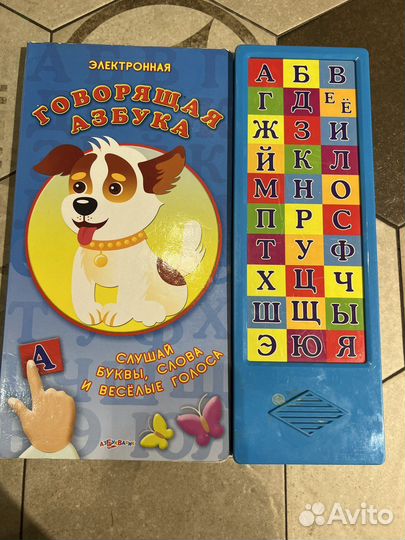 ЭЛЕКТРОННАЯ
ГОВОРЯЩАЯ
АЗБУКА
А
СЛУШАЙ
БУКВЫ, СЛОВА
И ВЕСЁЛЫЕ ГОЛОСА
АЗБУКВАРИК
А Б В
Г Д Е Ё
Ж З И
Й К Л
М Н О
П Р С
Т У Ф
Х Ц Ч
Ш Щ Ы
Э Ю Я
Avito